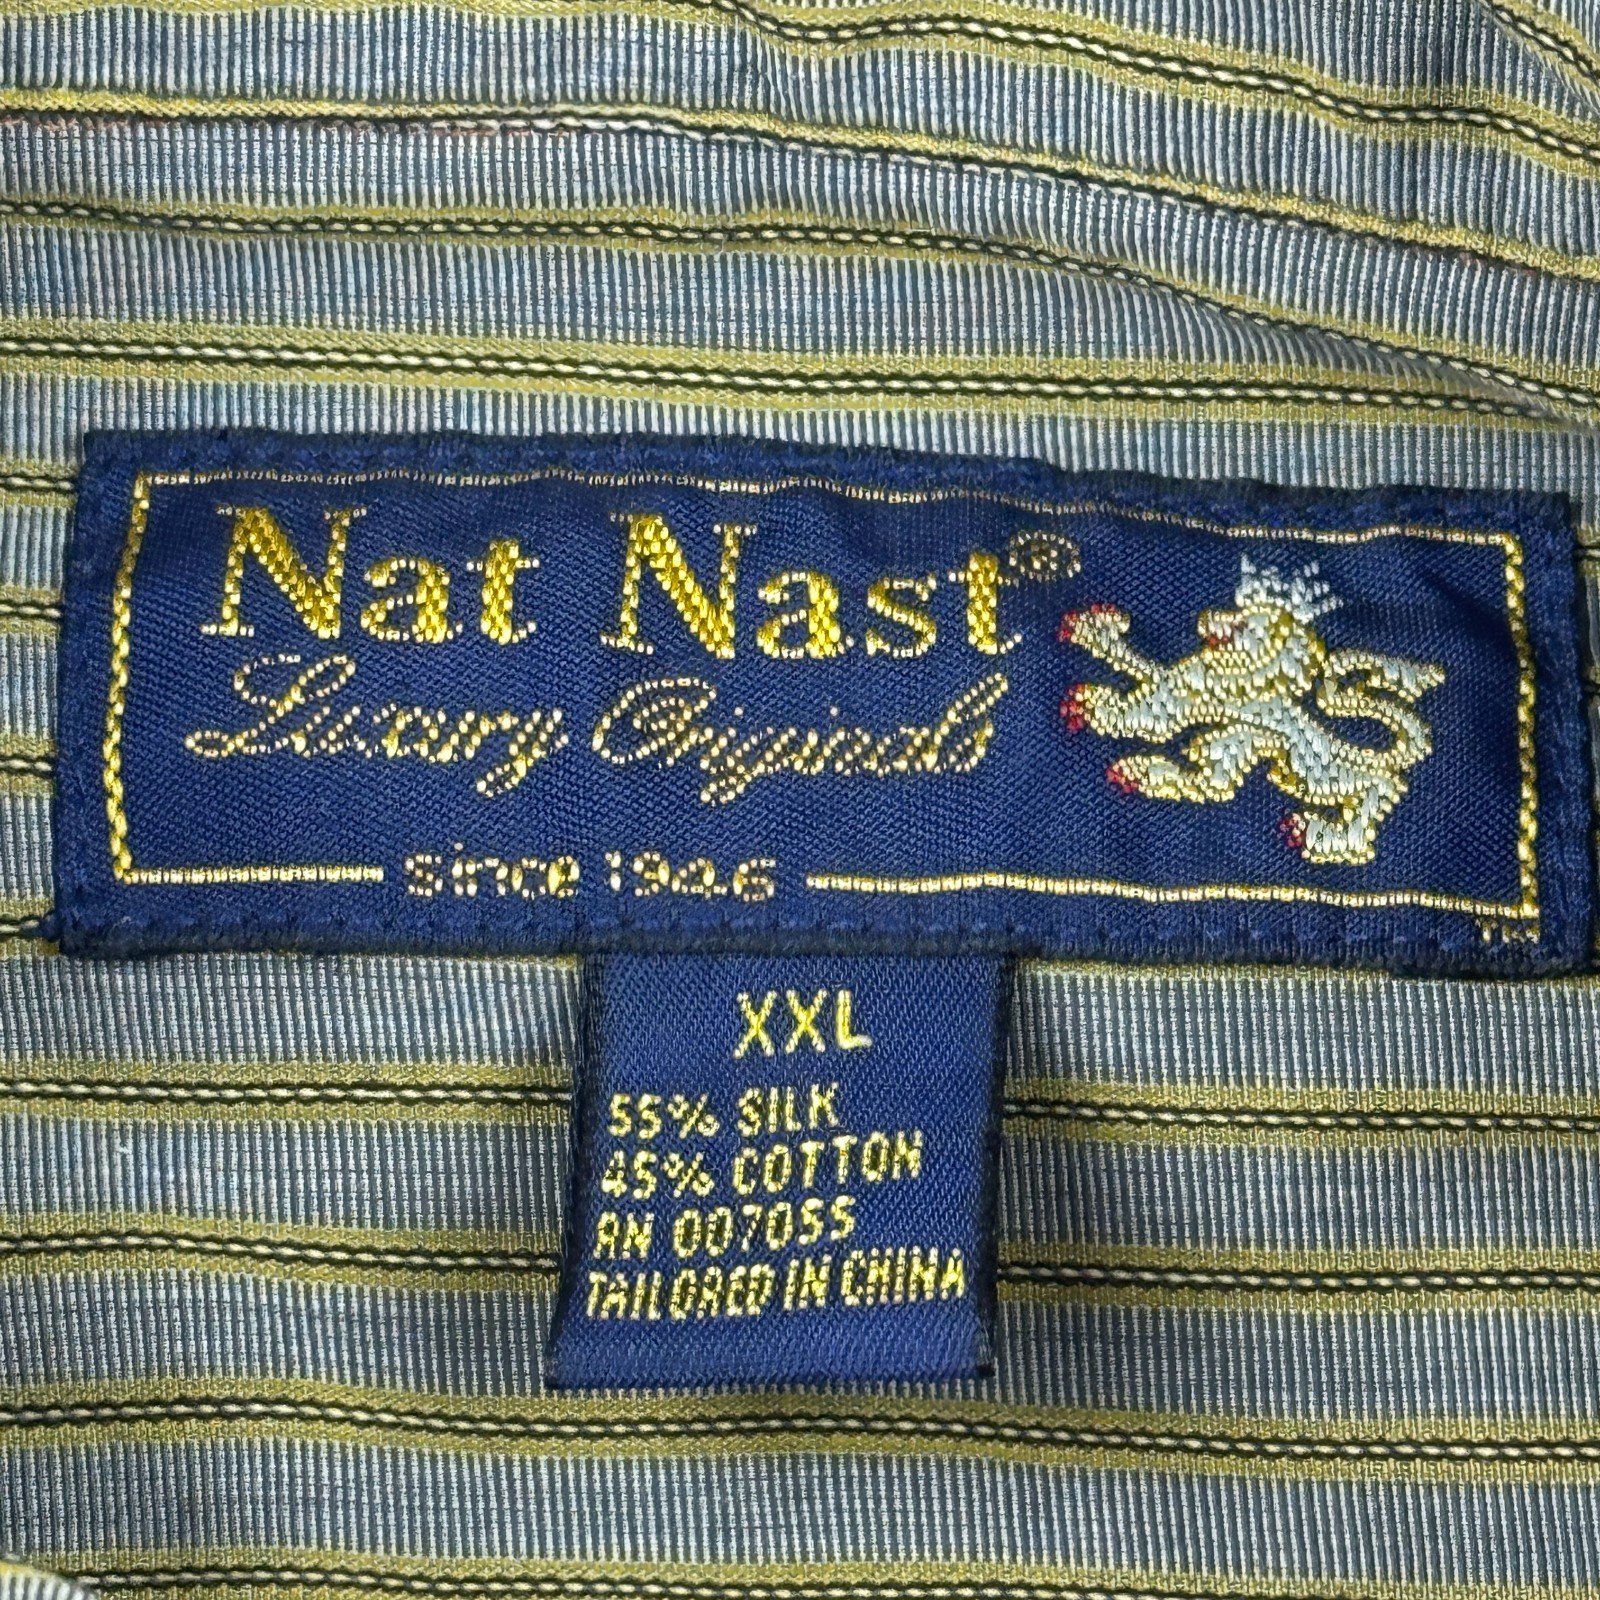 Nat Nast®
Luxury Originals
since 1946
TM
XXL
55% SILK
45% COTTON
RN 007055
TAILORED IN CHINA